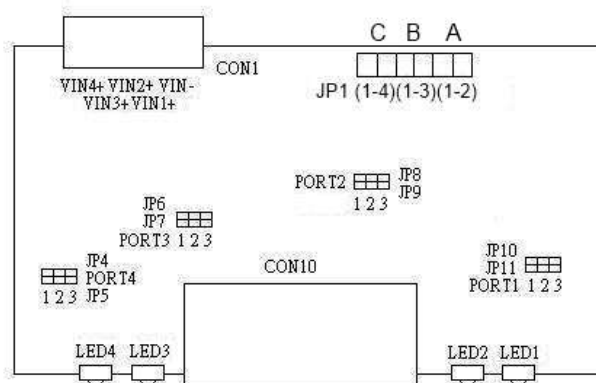 C B A
CON1
VIN4+ VIN2+ VIN-
VIN3+ VIN1+
JP1 (1-4)(1-3)(1-2)
PORT2
JP8
JP9
1 2 3
JP6
JP7
PORT3 1 2 3
JP4
PORT4
JP5
1 2 3
CON10
JP10
JP11
PORT1 1 2 3
LED4 LED3
LED2 LED1